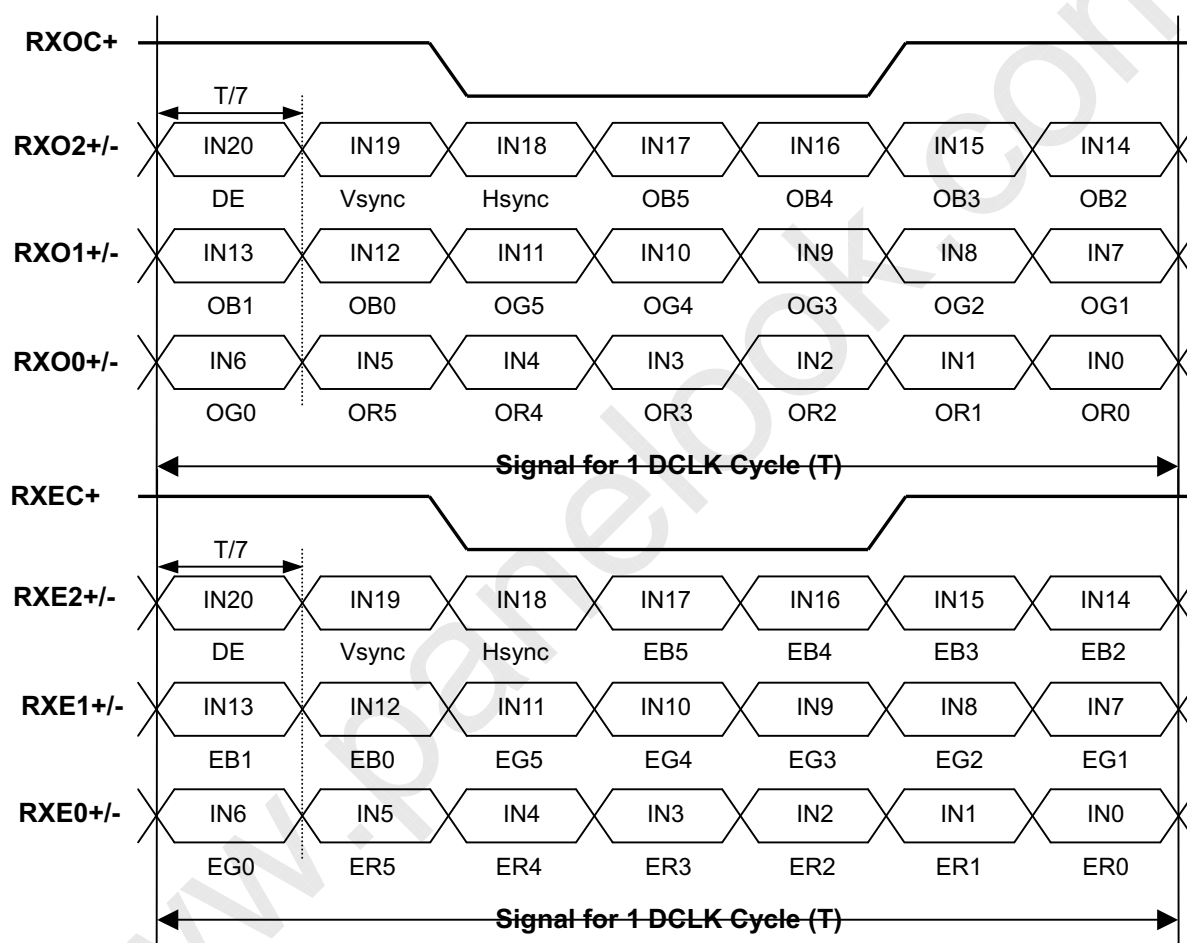 RXOC+
T/7
RXO2+/- IN20 IN19 IN18 IN17 IN16 IN15 IN14
DE Vsync Hsync OB5 OB4 OB3 OB2
RXO1+/- IN13 IN12 IN11 IN10 IN9 IN8 IN7
OB1 OB0 OG5 OG4 OG3 OG2 OG1
RXO0+/- IN6 IN5 IN4 IN3 IN2 IN1 IN0
OG0 OR5 OR4 OR3 OR2 OR1 OR0
Signal for 1 DCLK Cycle (T)
RXEC+
T/7
RXE2+/- IN20 IN19 IN18 IN17 IN16 IN15 IN14
DE Vsync Hsync EB5 EB4 EB3 EB2
RXE1+/- IN13 IN12 IN11 IN10 IN9 IN8 IN7
EB1 EB0 EG5 EG4 EG3 EG2 EG1
RXE0+/- IN6 IN5 IN4 IN3 IN2 IN1 IN0
EG0 ER5 ER4 ER3 ER2 ER1 ER0
Signal for 1 DCLK Cycle (T)
www.panelook.com